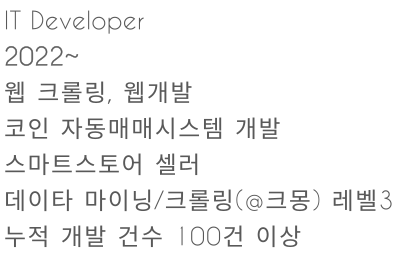 IT Developer
2022~
웹 크롤링, 웹개발
코인 자동매매시스템 개발
스마트스토어 셀러
데이타 마이닝/크롤링(@크몽) 레벨3
누적 개발 건수 100건 이상